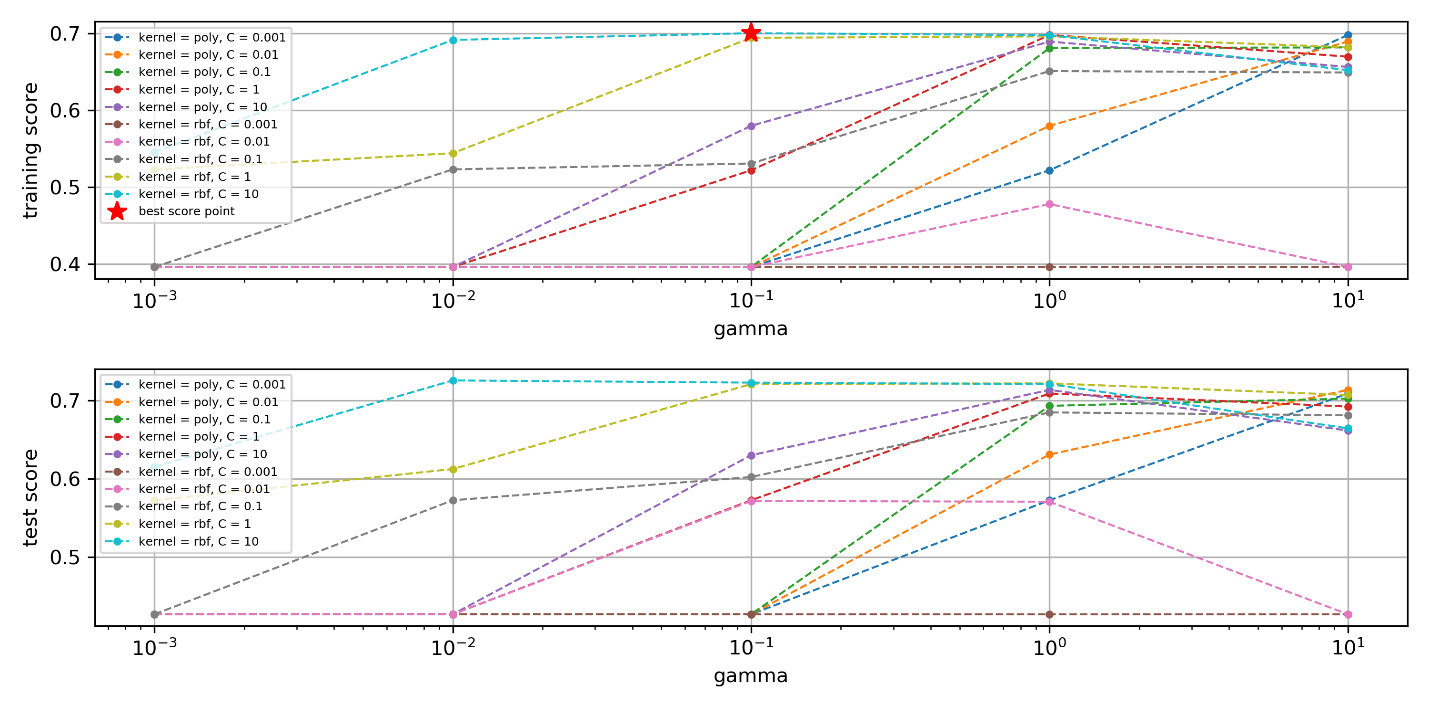 0.7
0.6
0.5
0.4
training score
kernel = poly, C = 0.001
kernel = poly, C = 0.01
kernel = poly, C = 0.1
kernel = poly, C = 1
kernel = poly, C = 10
kernel = rbf, C = 0.001
kernel = rbf, C = 0.01
kernel = rbf, C = 0.1
kernel = rbf, C = 1
kernel = rbf, C = 10
best score point
10⁻³ 10⁻² 10⁻¹ 10⁰ 10¹
gamma
0.7
0.6
0.5
test score
kernel = poly, C = 0.001
kernel = poly, C = 0.01
kernel = poly, C = 0.1
kernel = poly, C = 1
kernel = poly, C = 10
kernel = rbf, C = 0.001
kernel = rbf, C = 0.01
kernel = rbf, C = 0.1
kernel = rbf, C = 1
kernel = rbf, C = 10
10⁻³ 10⁻² 10⁻¹ 10⁰ 10¹
gamma